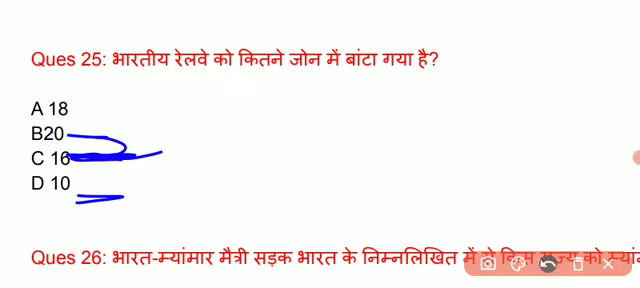 Ques 25: भारतीय रेलवे को कितने जोन में बांटा गया है?
A 18
B20
C 16
D 10
Ques 26: भारत-म्यांमार मैत्री सड़क भारत के निम्नलिखित में से किस राज्य को म्यां